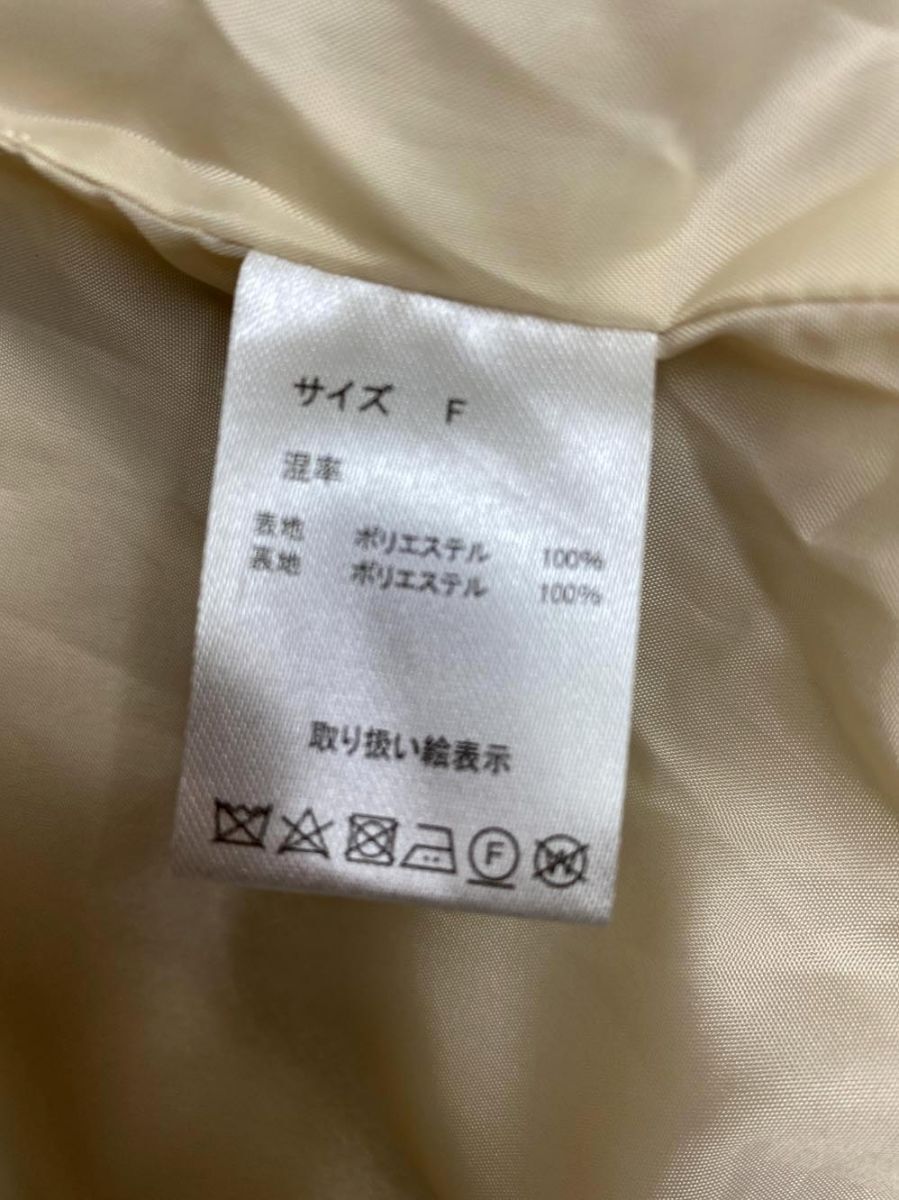 サイズ F
混率
表地 ポリエステル 100%
裏地 ポリエステル 100%
取り扱い絵表示
F W